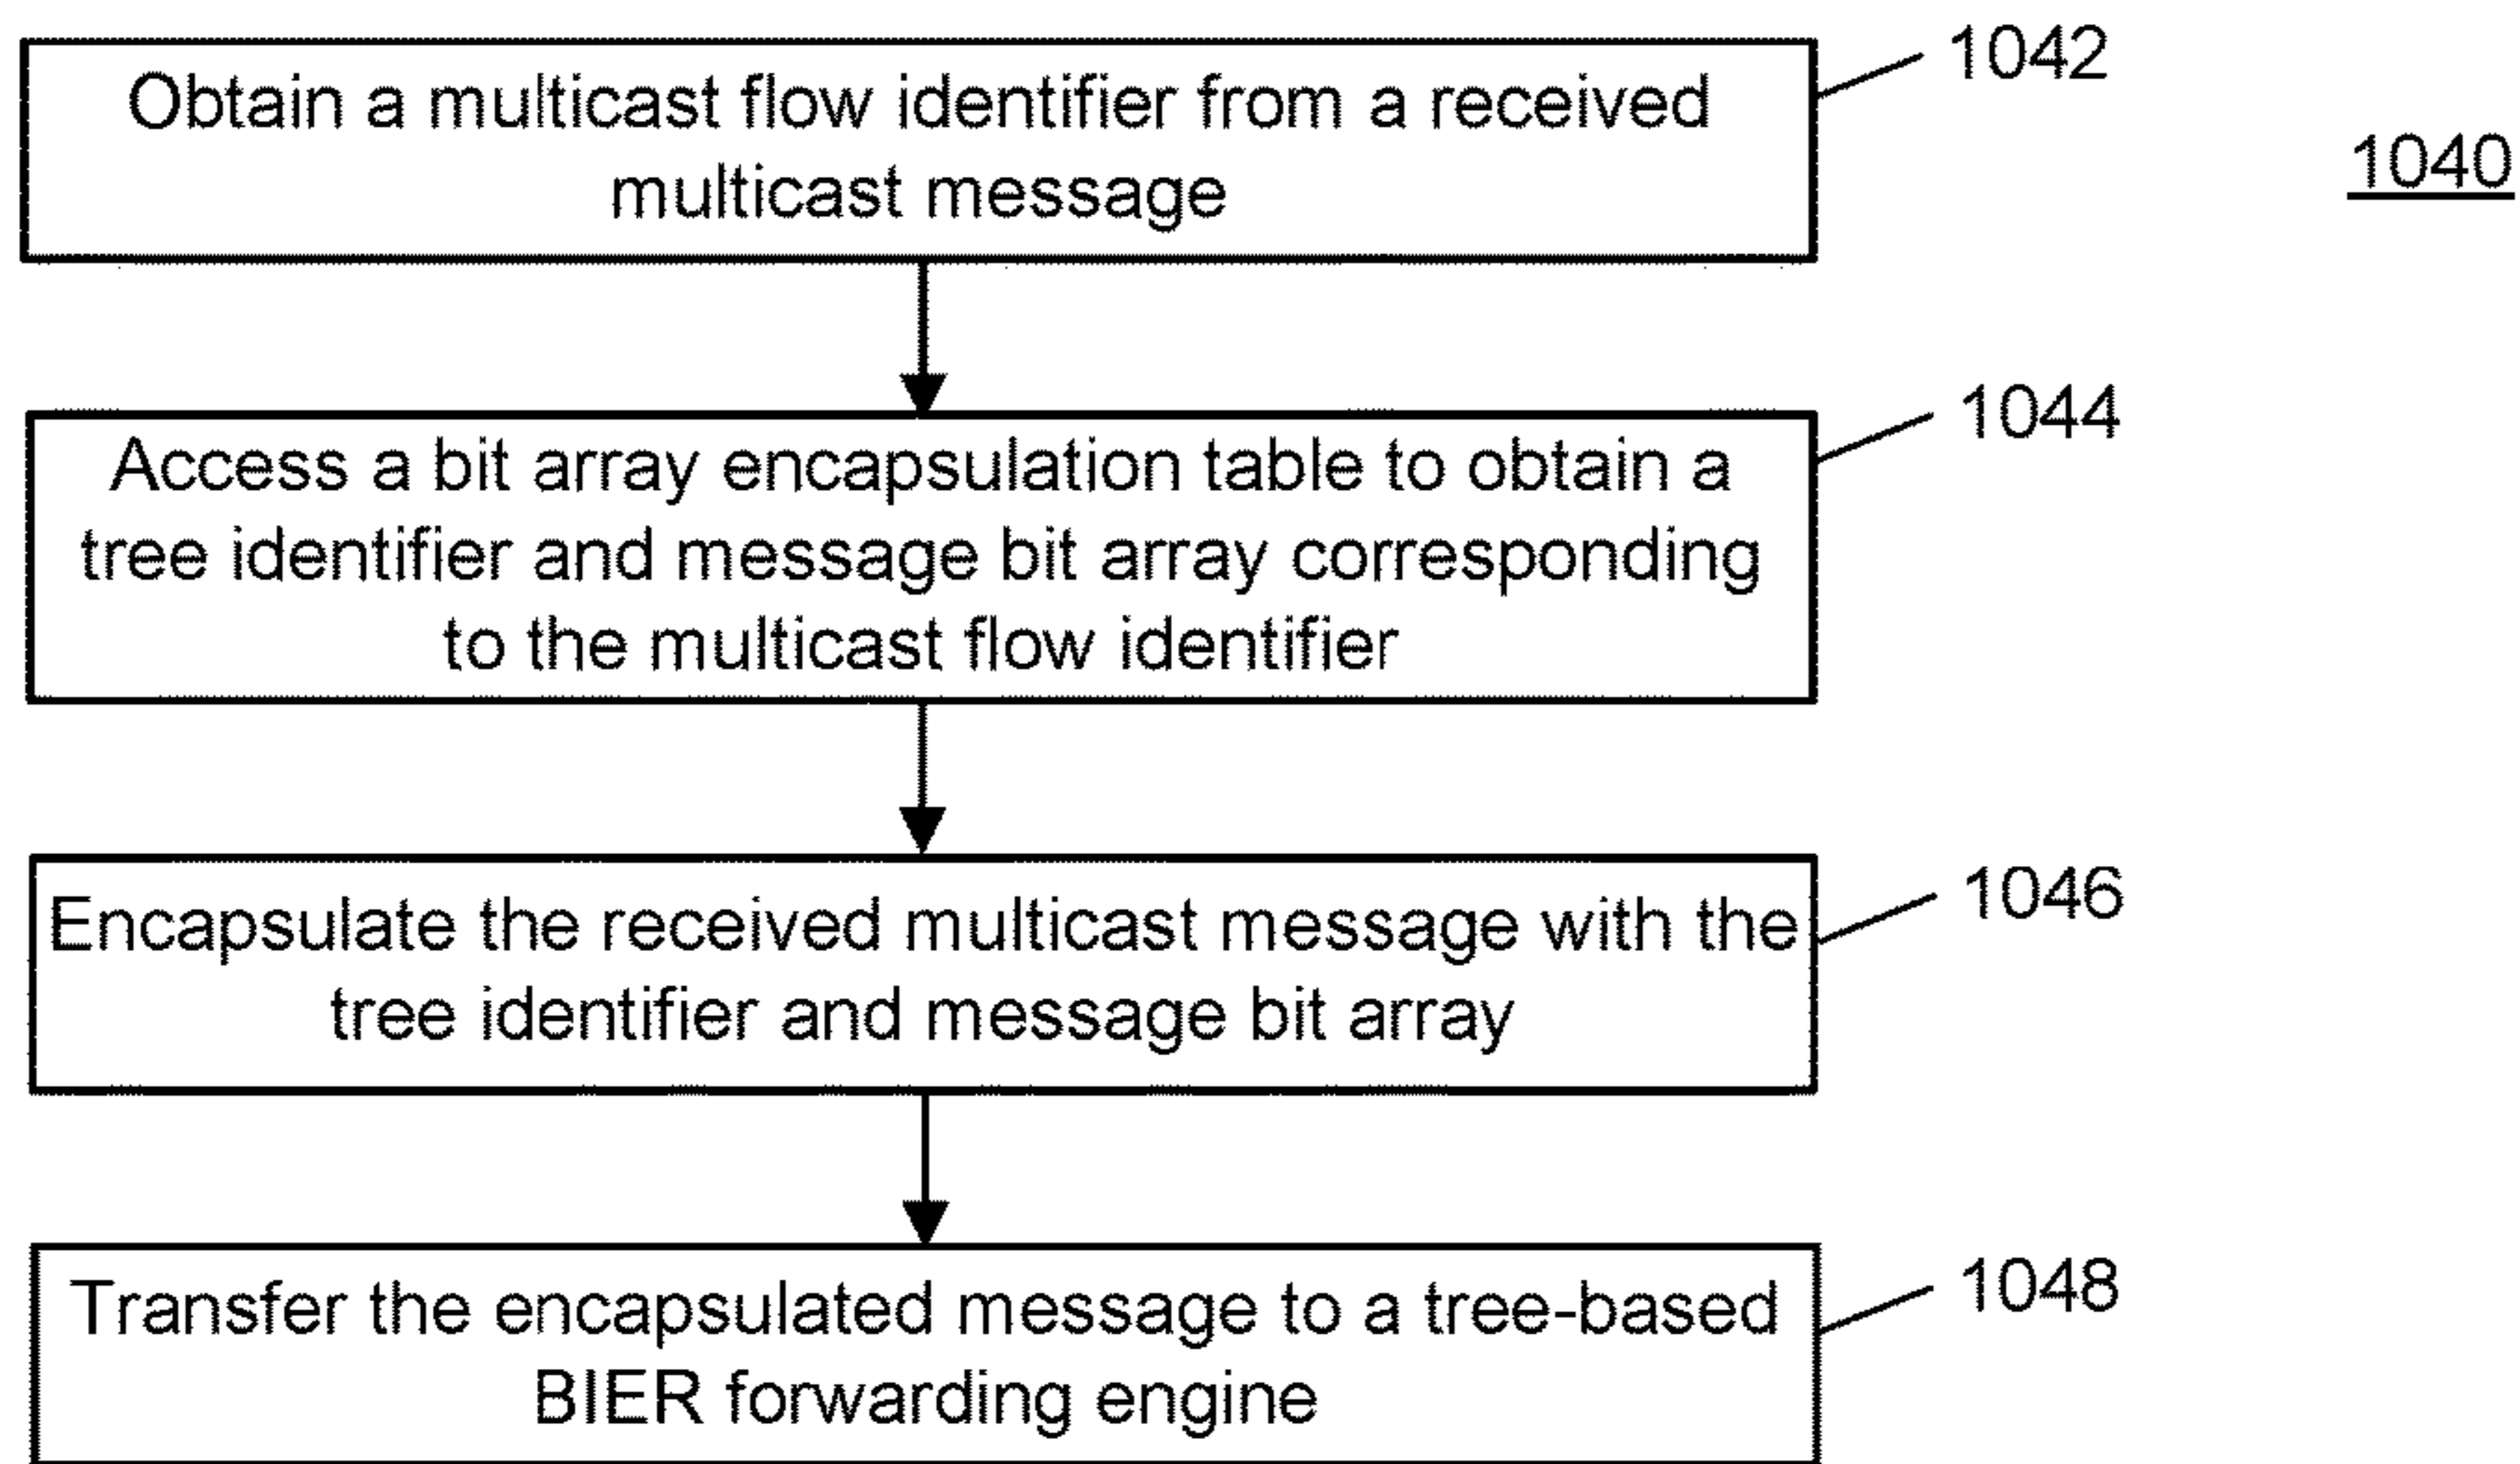 1042
Obtain a multicast flow identifier from a received
multicast message
1040
1044
Access a bit array encapsulation table to obtain a
tree identifier and message bit array corresponding
to the multicast flow identifier
1046
Encapsulate the received multicast message with the
tree identifier and message bit array
1048
Transfer the encapsulated message to a tree-based
BIER forwarding engine